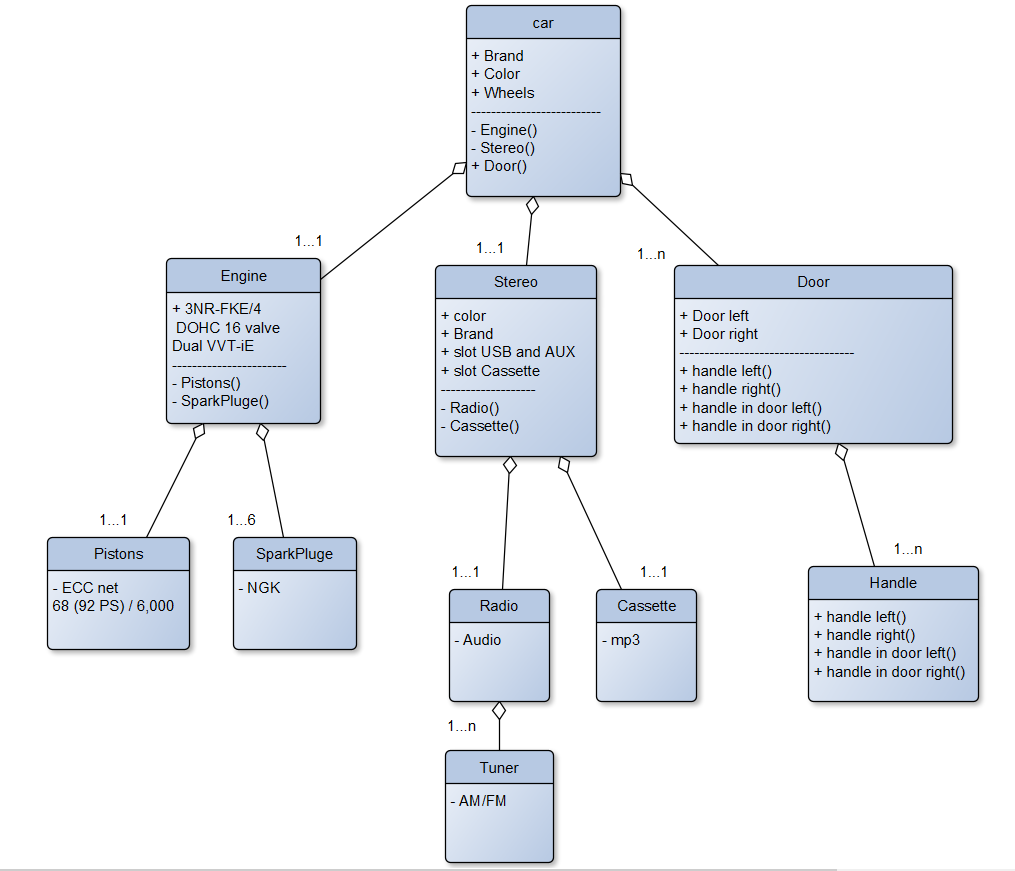 car
+ Brand
+ Color
+ Wheels
--------------------------
- Engine()
- Stereo()
+ Door()
1...1
1...1
1...n
Engine
+ 3NR-FKE/4
DOHC 16 valve
Dual VVT-iE
-----------------------
- Pistons()
- SparkPluge()
Stereo
+ color
+ Brand
+ slot USB and AUX
+ slot Cassette
-------------------
- Radio()
- Cassette()
Door
+ Door left
+ Door right
-----------------------------------
+ handle left()
+ handle right()
+ handle in door left()
+ handle in door right()
1...1
1...6
1...1
1...1
1...n
Pistons
- ECC net
68 (92 PS) / 6,000
SparkPluge
- NGK
Radio
- Audio
Cassette
- mp3
Handle
+ handle left()
+ handle right()
+ handle in door left()
+ handle in door right()
1...n
Tuner
- AM/FM